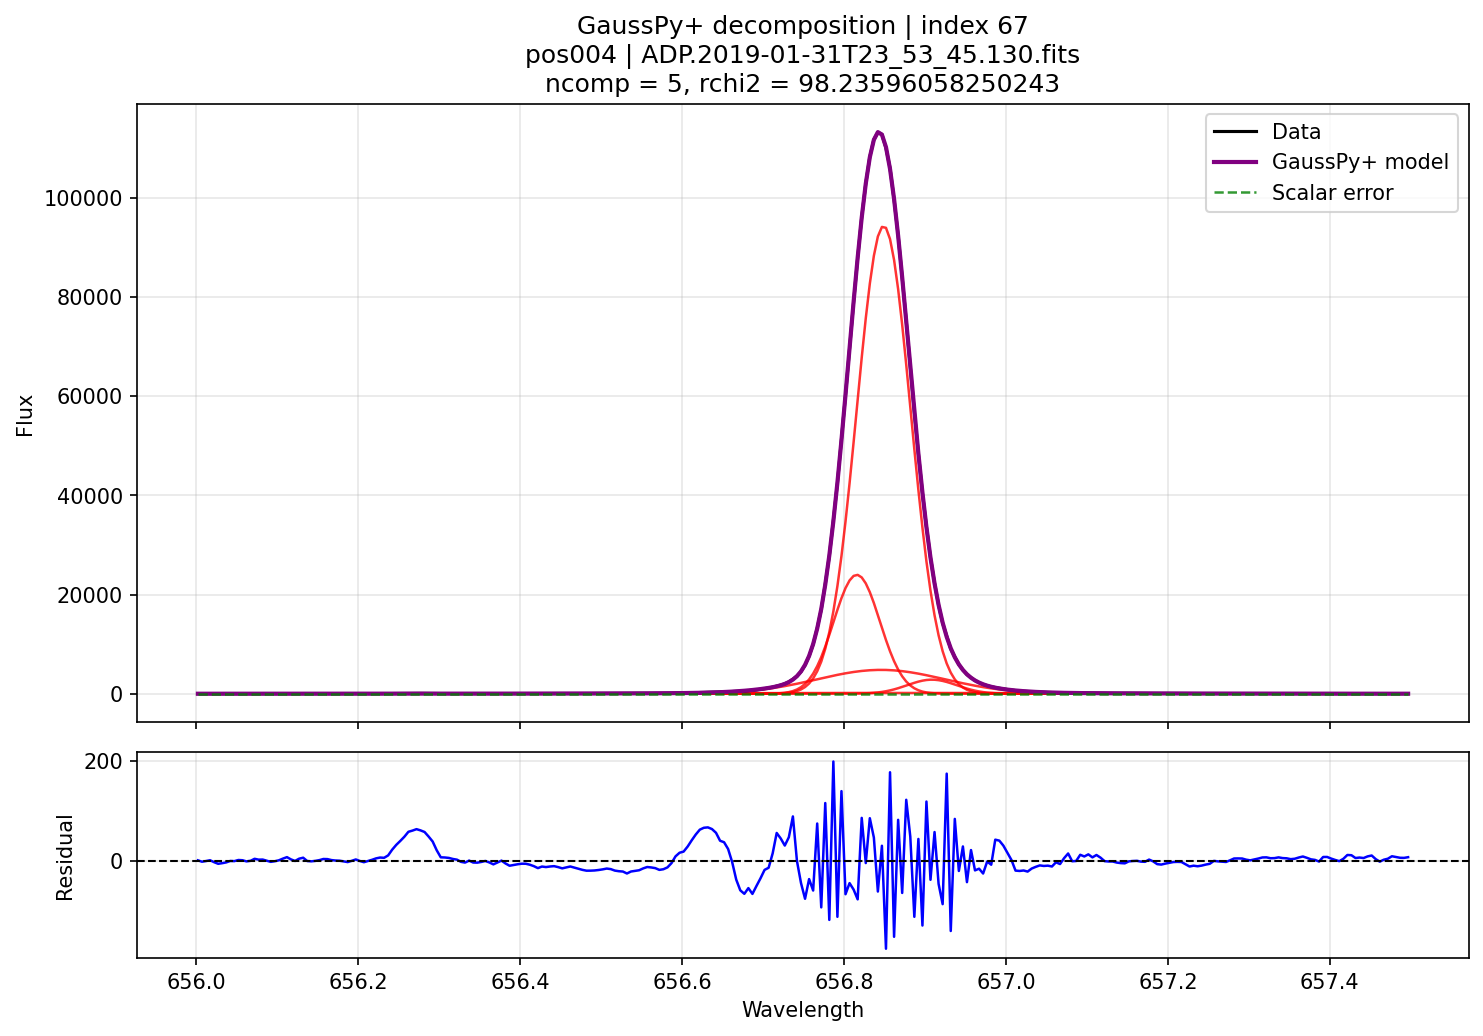 GaussPy+ decomposition | index 67
pos004 | ADP.2019-01-31T23_53_45.130.fits
ncomp = 5, rchi2 = 98.23596058250243
Data
GaussPy+ model
Scalar error
Flux
100000
80000
60000
40000
20000
0
Residual
200
0
656.0
656.2
656.4
656.6
656.8
657.0
657.2
657.4
Wavelength